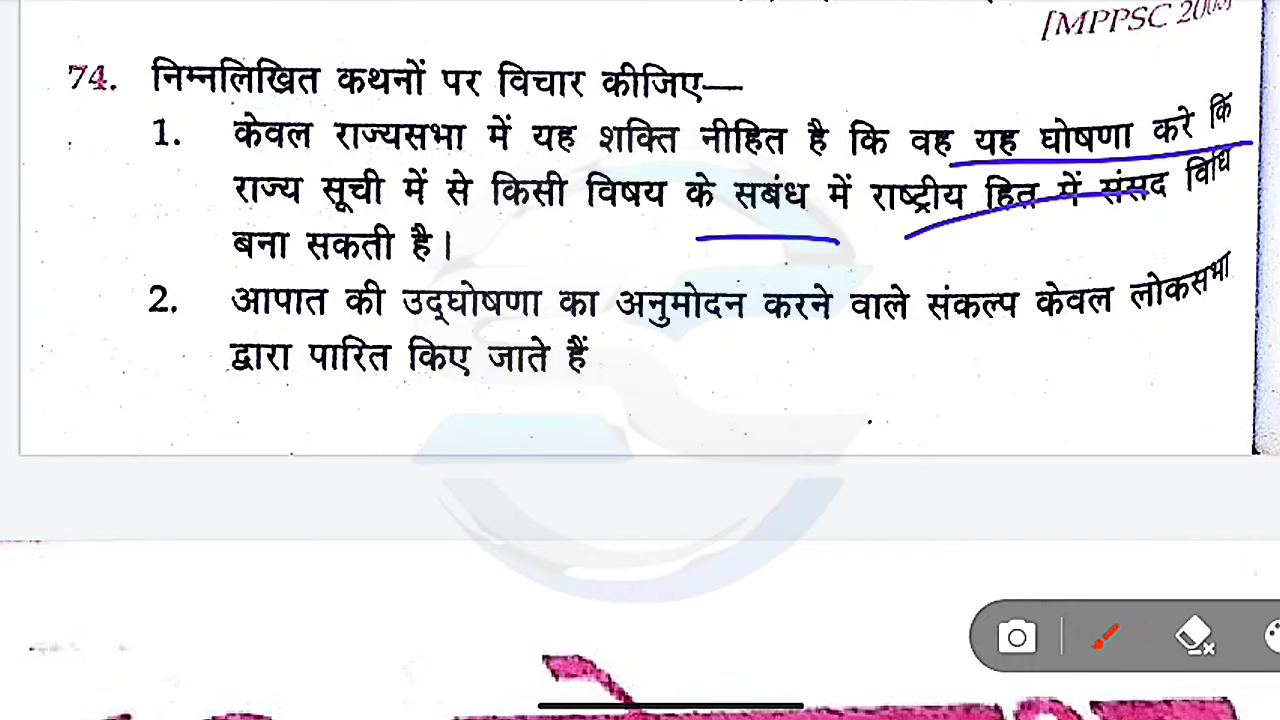 [MPPSC 200
74. निम्नलिखित कथनों पर विचार कीजिए—
1. केवल राज्यसभा में यह शक्ति नीहित है कि वह यह घोषणा करे कि
राज्य सूची में से किसी विषय के सबंध में राष्ट्रीय हित में संसद विधि
बना सकती है।
2. आपात की उद्घोषणा का अनुमोदन करने वाले संकल्प केवल लोकसभा
द्वारा पारित किए जाते हैं